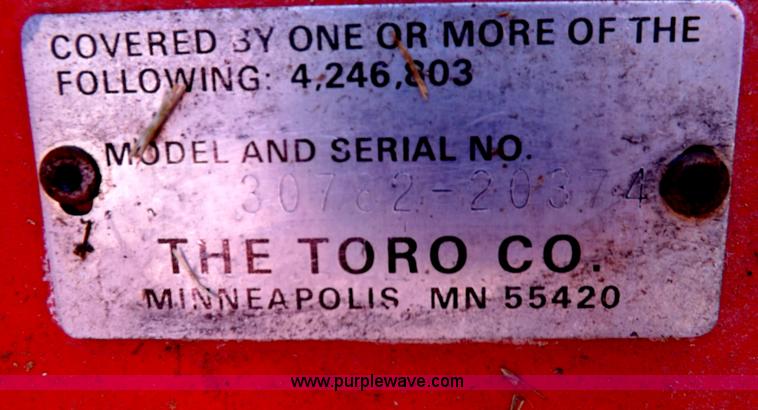 COVERED BY ONE OR MORE OF THE
FOLLOWING: 4,246,803
MODEL AND SERIAL NO.
30782-20374
THE TORO CO.
MINNEAPOLIS MN 55420
www.purplewave.com